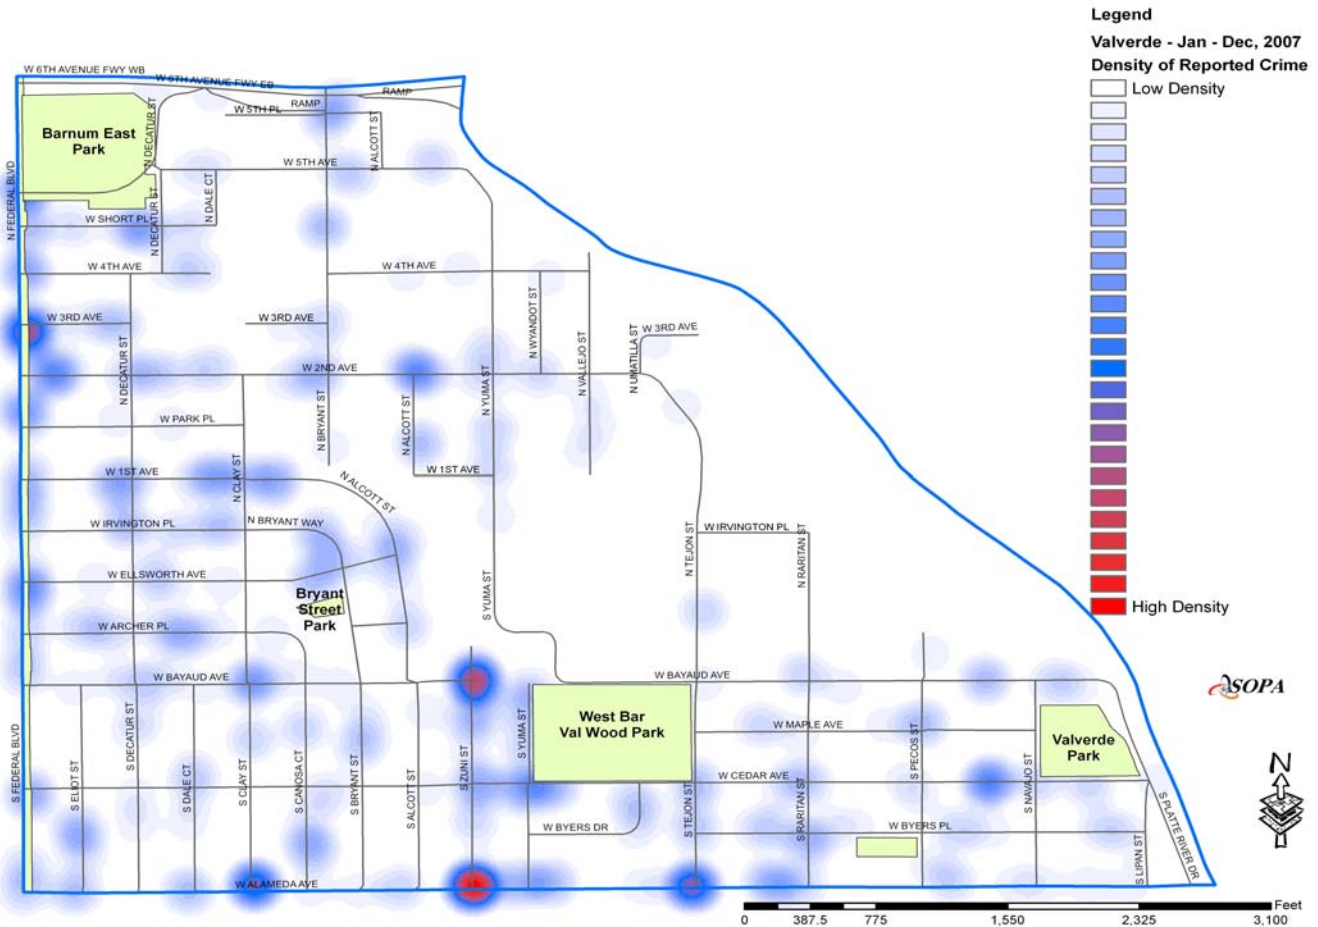 Legend
Valverde - Jan - Dec, 2007
Density of Reported Crime
Low Density
High Density
W 6TH AVENUE FWY WB
W 6TH AVENUE FWY EB
RAMP
RAMP
W 5TH PL
Barnum East
Park
N DECATUR ST
N ALCOTT ST
W 5TH AVE
N FEDERAL BLVD
N DALE CT
N DECATUR ST
W SHORT PL
W 4TH AVE
W 4TH AVE
W 3RD AVE
W 3RD AVE
N WYANDOT ST
N VALLEJO ST
N UMATILLA ST
W 3RD AVE
N DECATUR ST
W 2ND AVE
N YUMA ST
N BRYANT ST
N ALCOTT ST
W PARK PL
W 1ST AVE
N CLAY ST
W 1ST AVE
N ALCOTT ST
W IRVINGTON PL
N BRYANT WAY
W IRVINGTON PL
N TEJON ST
N RARITAN ST
W ELLSWORTH AVE
S YUMA ST
Bryant
Street
Park
W ARCHER PL
W BAYAUD AVE
W BAYAUD AVE
SOPA
West Bar
Val Wood Park
W MAPLE AVE
Valverde
Park
S FEDERAL BLVD
S ELIOT ST
S DECATUR ST
S DALE CT
S CLAY ST
S CANOSA CT
S BRYANT ST
S ALCOTT ST
S ZUNI ST
S YUMA ST
S TEJON ST
S RARITAN ST
S PECOS ST
S NAVAJO ST
W CEDAR AVE
N
W BYERS DR
W BYERS PL
S LIPAN ST
S PLATTE RIVER DR
W ALAMEDA AVE
Feet
0 387.5 775 1,550 2,325 3,100